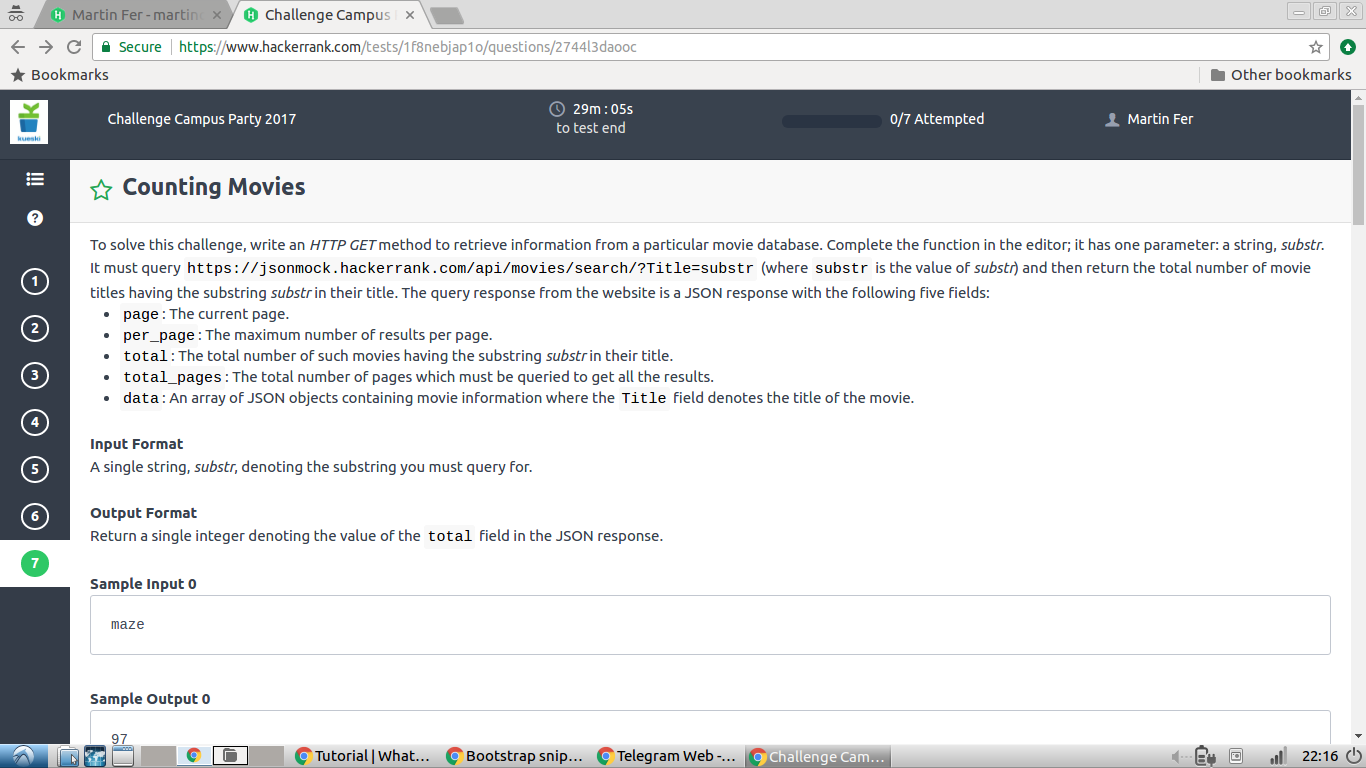 Martin Fer - martin
Challenge Campus
Secure
https://www.hackerrank.com/tests/1f8nebjap1o/questions/2744l3daooc
Bookmarks
Other bookmarks
kueski
Challenge Campus Party 2017
29m : 05s
to test end
0/7 Attempted
Martin Fer
Counting Movies
To solve this challenge, write an HTTP GET method to retrieve information from a particular movie database. Complete the function in the editor; it has one parameter: a string, substr.
It must query https://jsonmock.hackerrank.com/api/movies/search/?Title=substr (where substr is the value of substr) and then return the total number of movie
titles having the substring substr in their title. The query response from the website is a JSON response with the following five fields:
• page: The current page.
• per_page: The maximum number of results per page.
• total: The total number of such movies having the substring substr in their title.
• total_pages: The total number of pages which must be queried to get all the results.
• data: An array of JSON objects containing movie information where the Title field denotes the title of the movie.
Input Format
A single string, substr, denoting the substring you must query for.
Output Format
Return a single integer denoting the value of the total field in the JSON response.
Sample Input 0
maze
Sample Output 0
97
?
1
2
3
4
5
6
7
Tutorial | What...
Bootstrap snip...
Telegram Web -...
Challenge Cam...
22:16